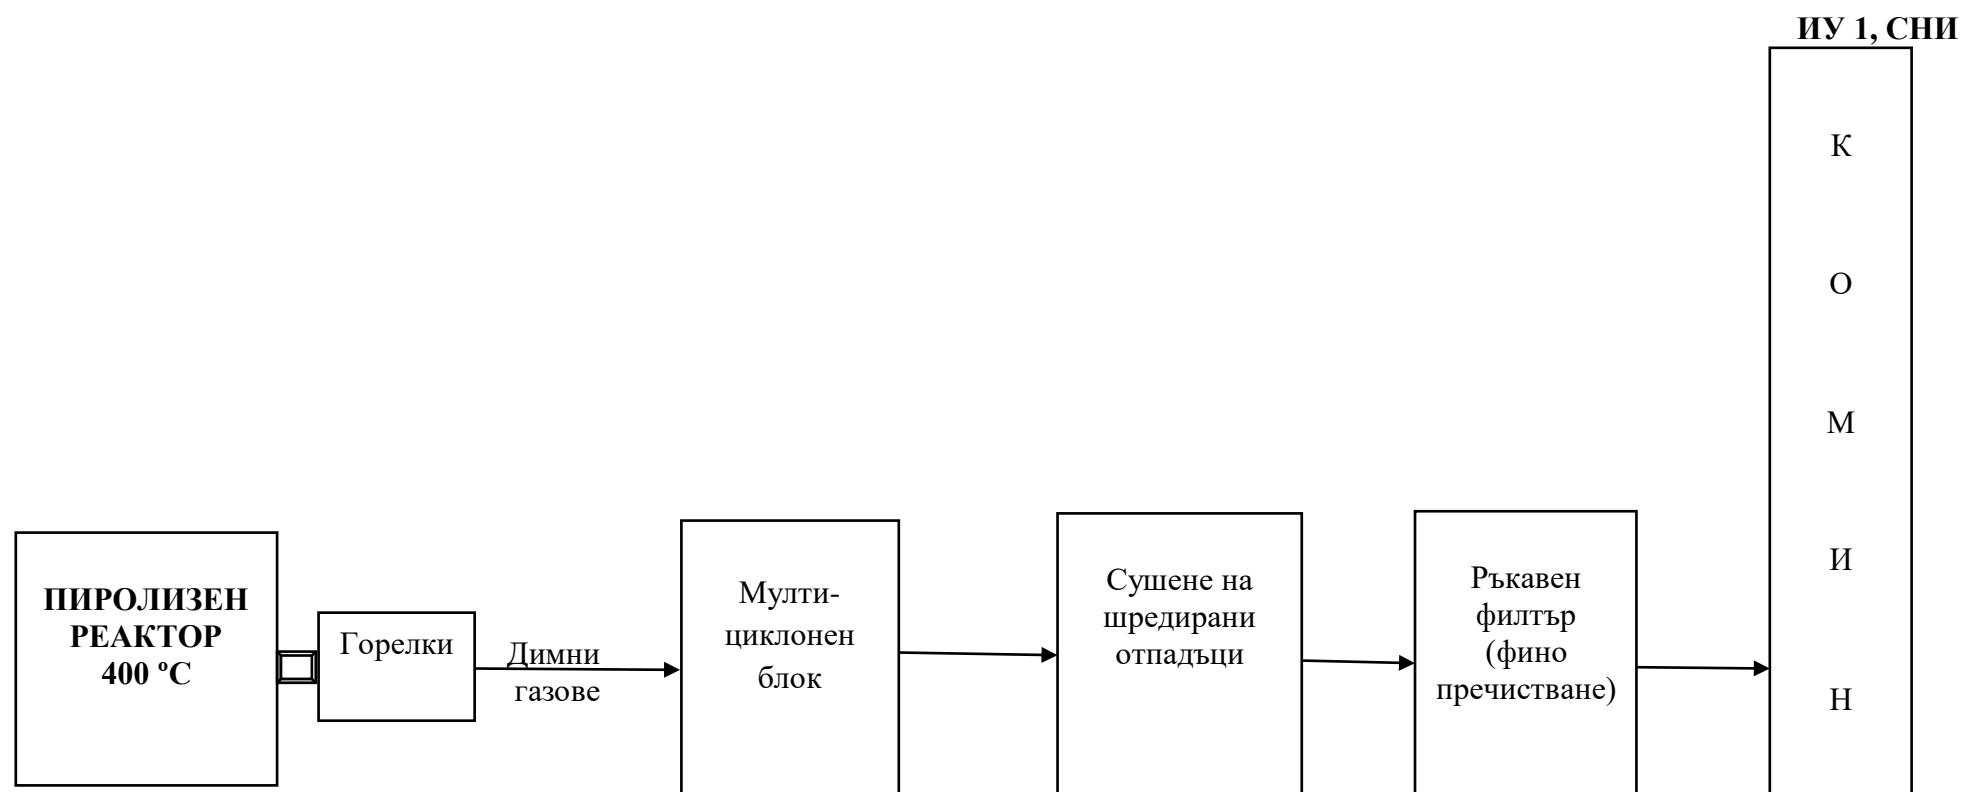 ИУ 1, СНИ
К
О
М
И
Н
ПИРОЛИЗЕН
РЕАКТОР
400 ºС
Горелки
Димни
газове
Мулти-
циклонен
блок
Сушене на
шредирани
отпадъци
Ръкавен
филтър
(фино
пречистване)